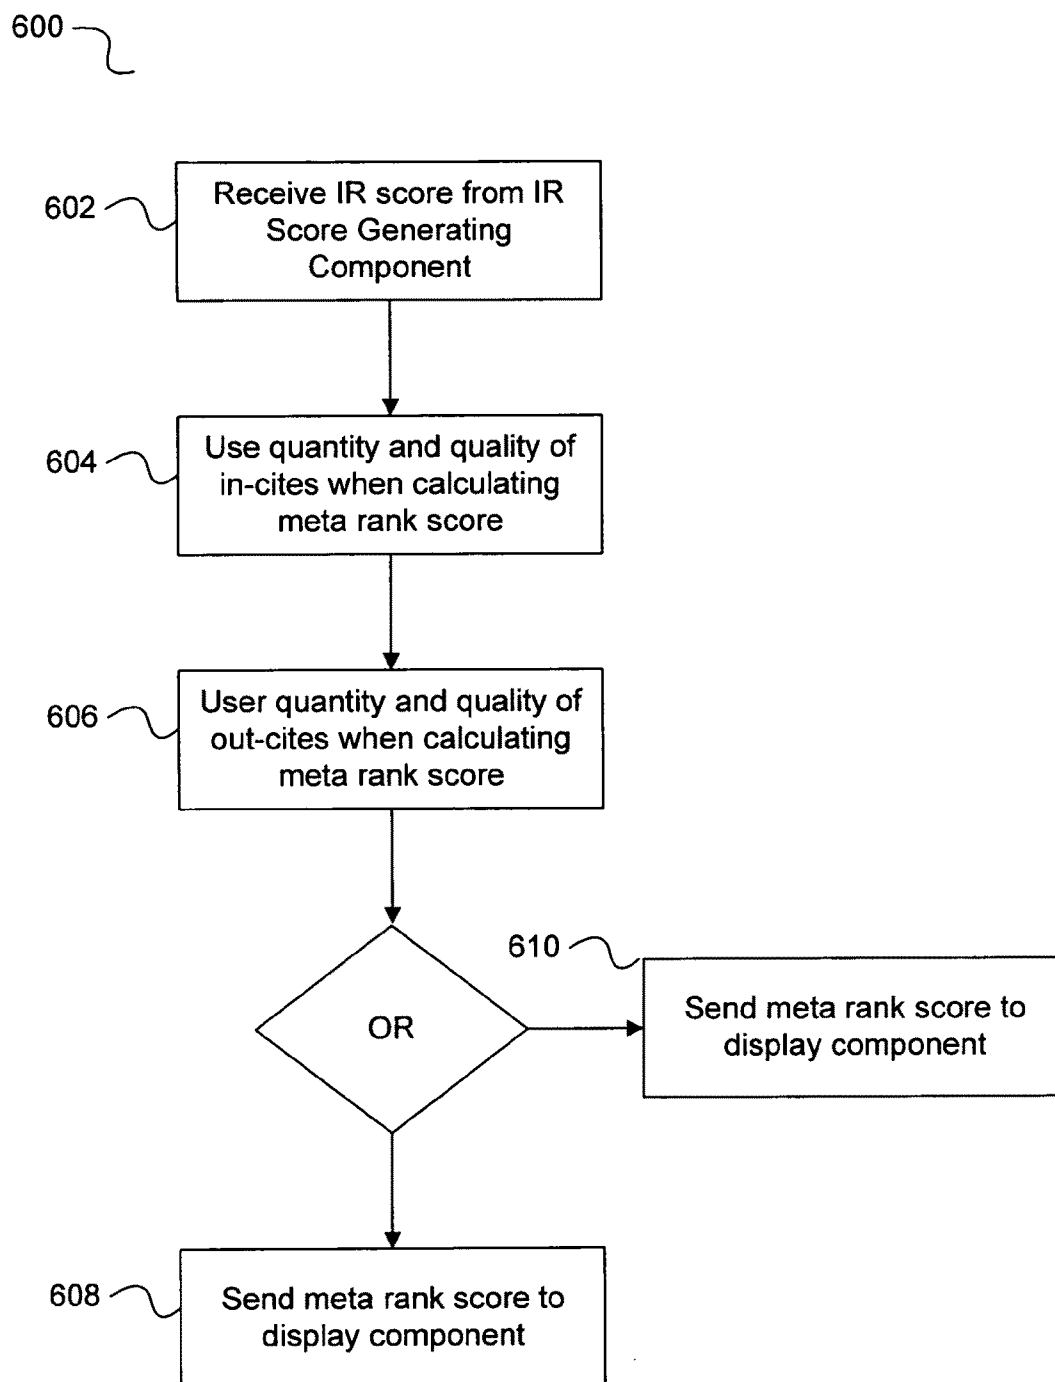 600
602
Receive IR score from IR
Score Generating
Component
604
Use quantity and quality of
in-cites when calculating
meta rank score
606
User quantity and quality of
out-cites when calculating
meta rank score
OR
610
Send meta rank score to
display component
608
Send meta rank score to
display component